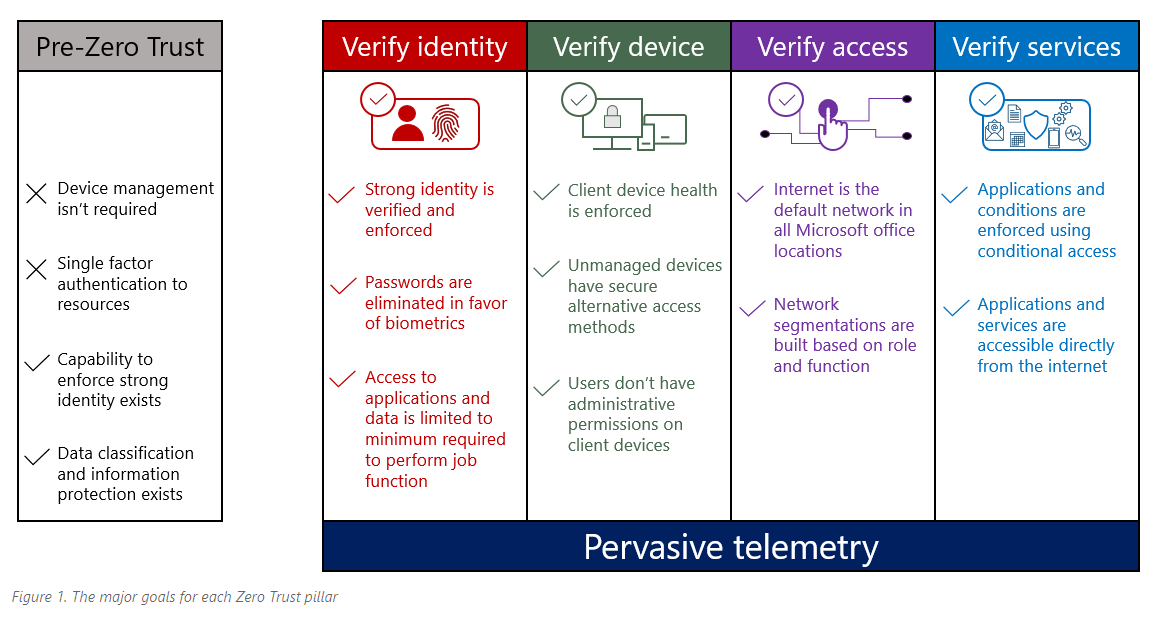 Pre-Zero Trust
Device management
isn't required
Single factor
authentication to
resources
Capability to
enforce strong
identity exists
Data classification
and information
protection exists
Verify identity
Strong identity is
verified and
enforced
Passwords are
eliminated in favor
of biometrics
Access to
applications and
data is limited to
minimum required
to perform job
function
Verify device
Client device health
is enforced
Unmanaged devices
have secure
alternative access
methods
Users don't have
administrative
permissions on
client devices
Verify access
Internet is the
default network in
all Microsoft office
locations
Network
segmentations are
built based on role
and function
Verify services
Applications and
conditions are
enforced using
conditional access
Applications and
services are
accessible directly
from the internet
Pervasive telemetry
Figure 1. The major goals for each Zero Trust pillar